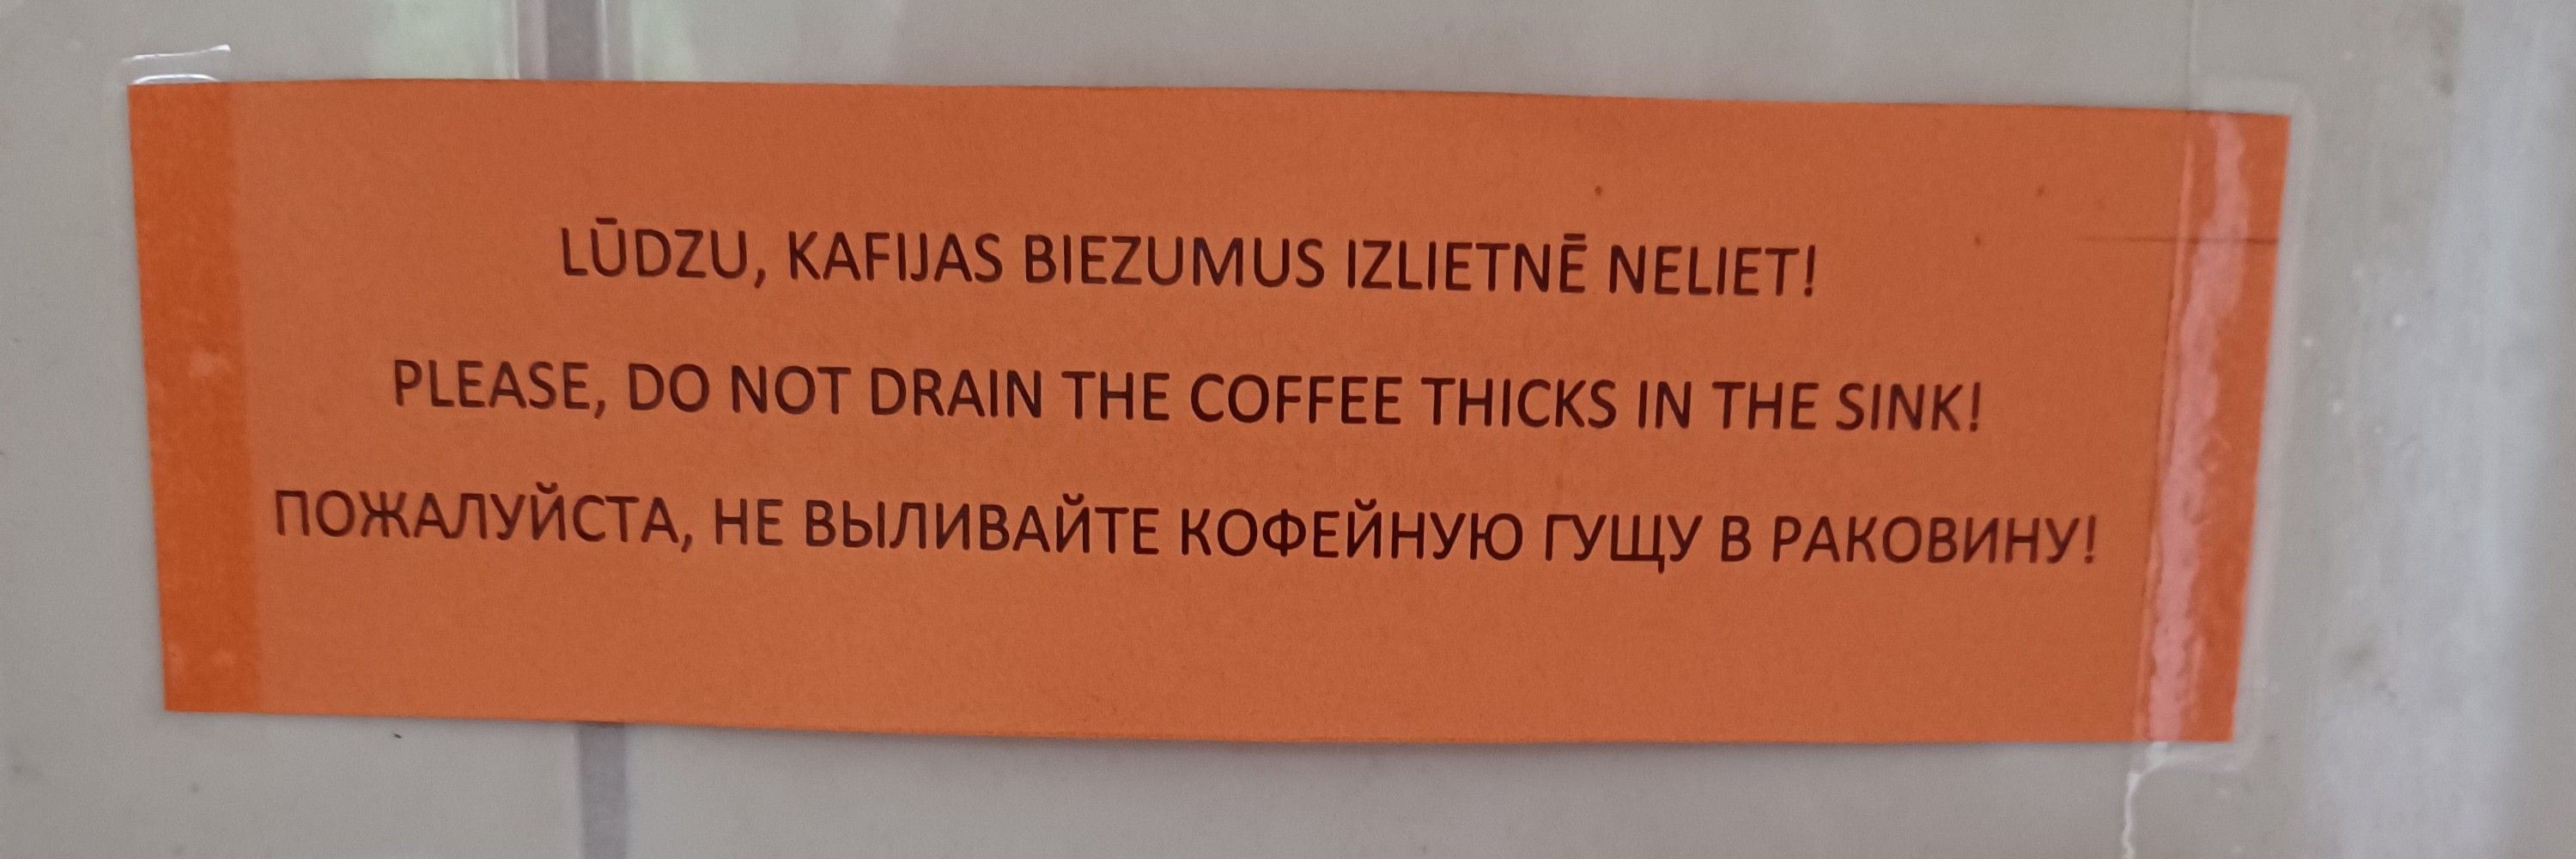 LŪDZU, KAFIJAS BIEZUMUS IZLIETNĒ NELIET!
PLEASE, DO NOT DRAIN THE COFFEE THICKS IN THE SINK!
ПОЖАЛУЙСТА, НЕ ВЫЛИВАЙТЕ КОФЕЙНУЮ ГУЩУ В РАКОВИНУ!